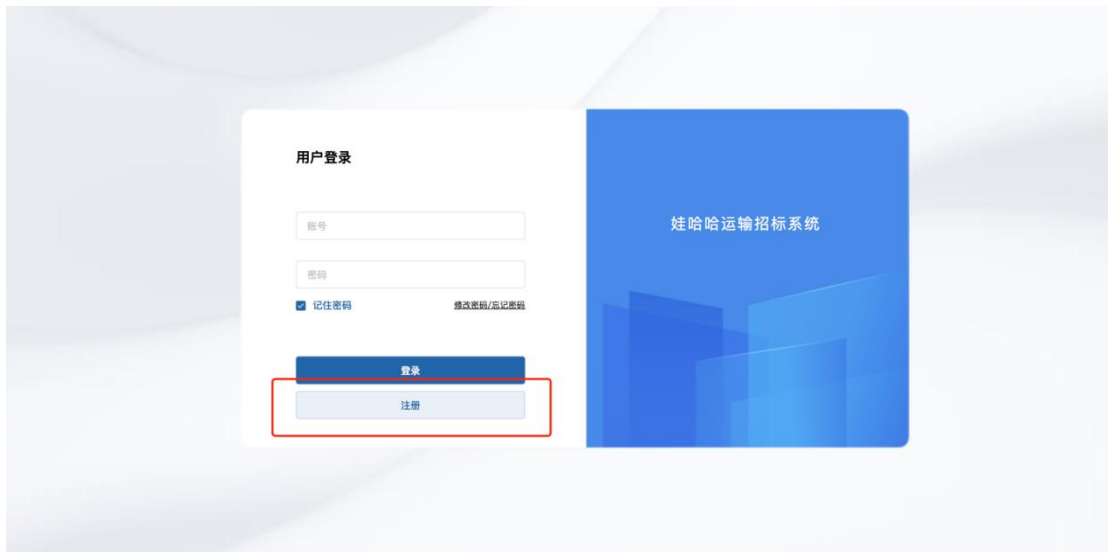 用户登录
账号
密码
记住密码
修改密码/忘记密码
登录
注册
娃哈哈运输招标系统